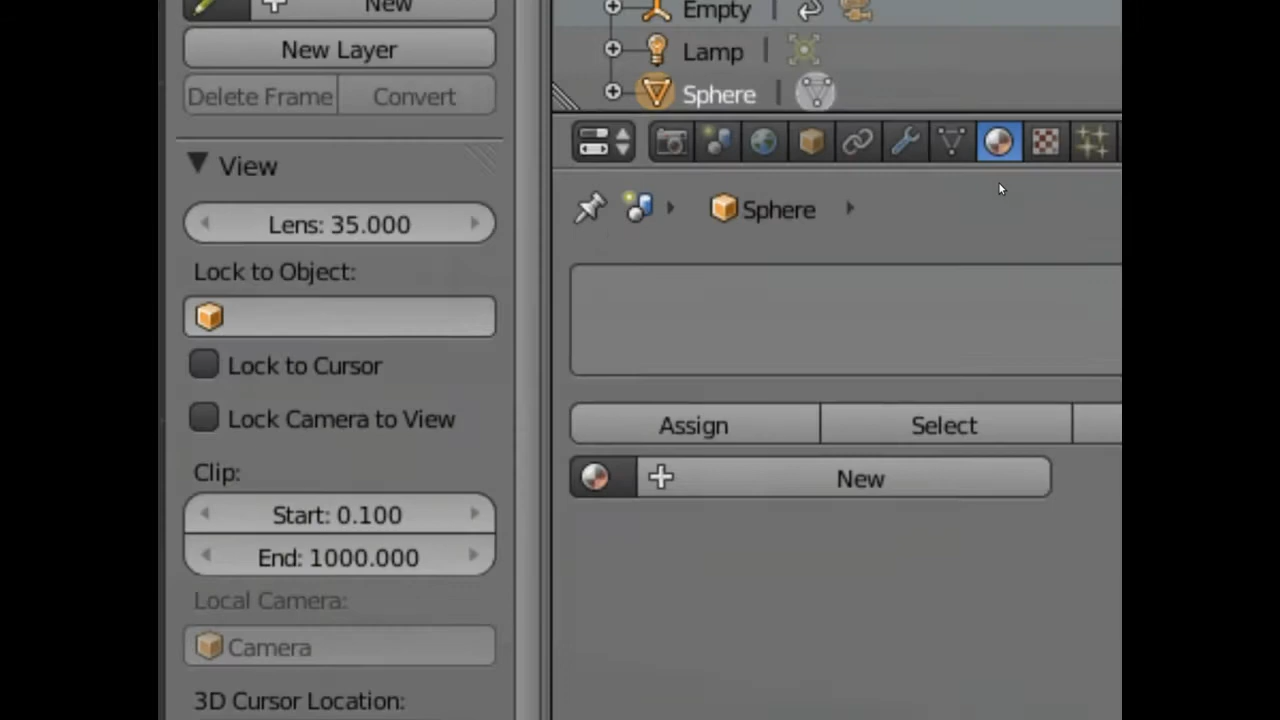 New
New Layer
Delete Frame Convert
View
Lens: 35.000
Lock to Object:
Lock to Cursor
Lock Camera to View
Clip:
Start: 0.100
End: 1000.000
Local Camera:
Camera
3D Cursor Location:
Empty
Lamp
Sphere
Sphere
Assign Select
New